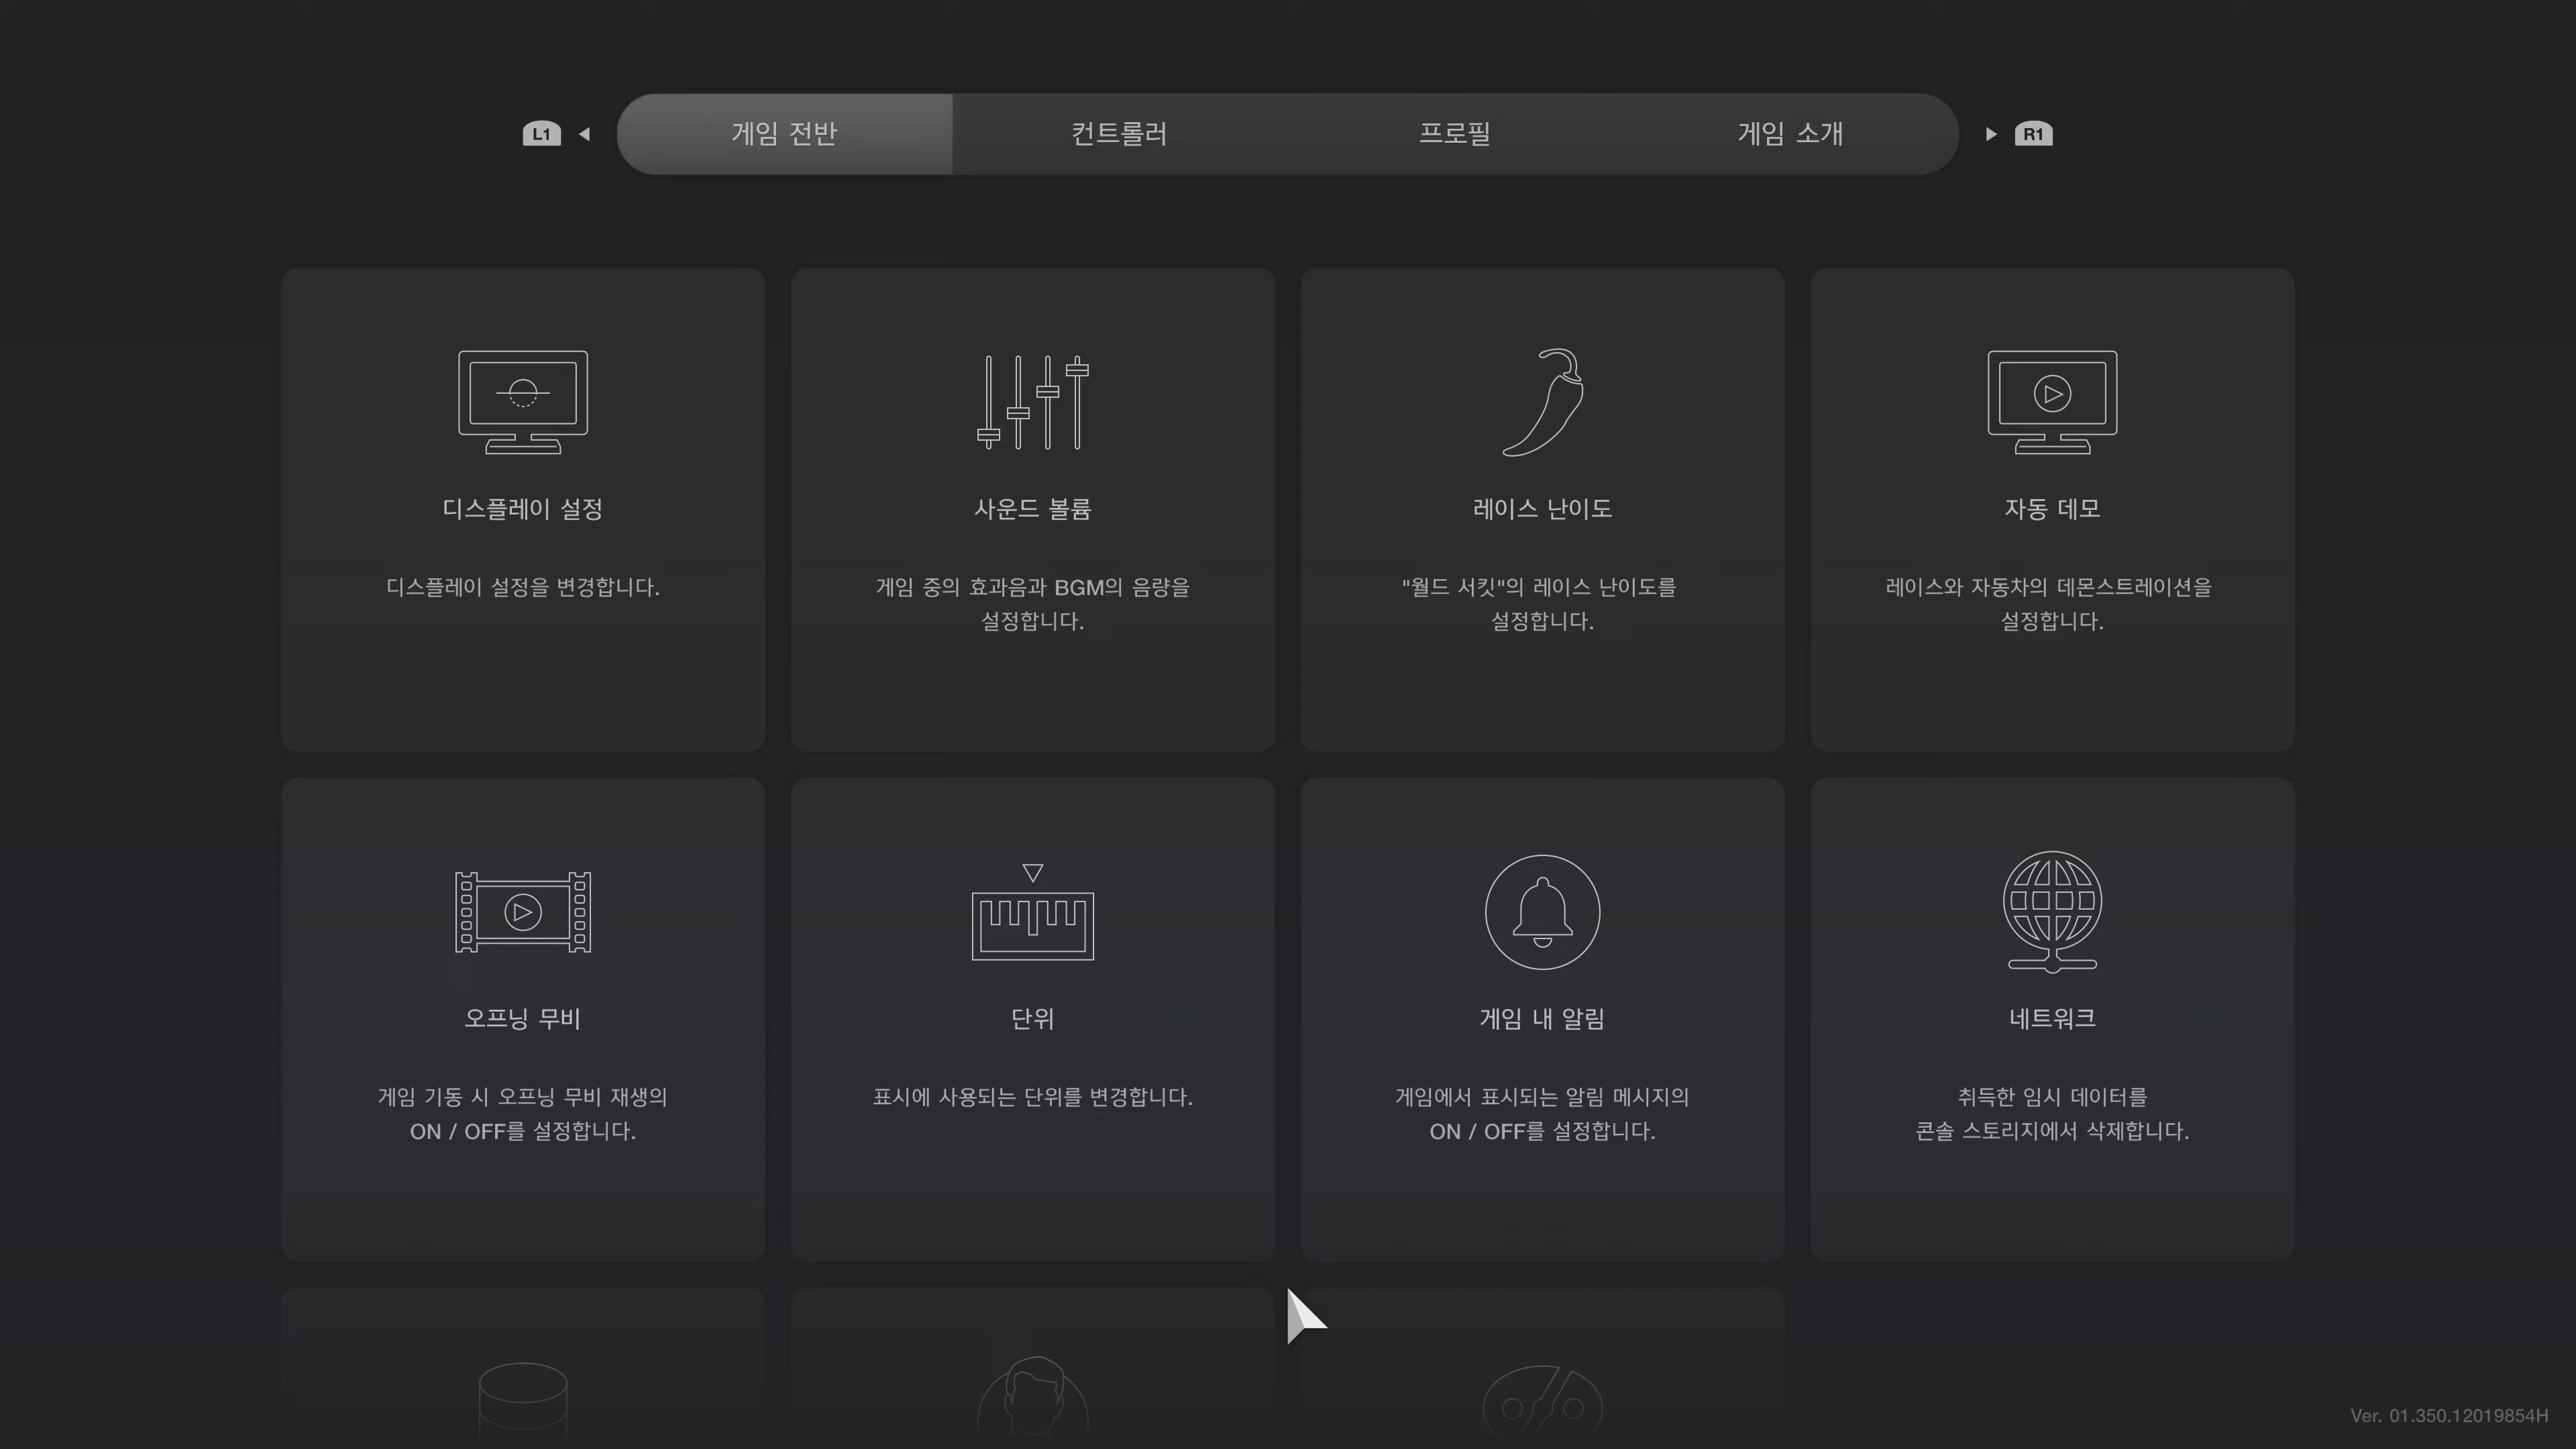 L1
게임 전반
컨트롤러
프로필
게임 소개
R1
디스플레이 설정
디스플레이 설정을 변경합니다.
사운드 볼륨
게임 중의 효과음과 BGM의 음량을
설정합니다.
레이스 난이도
"월드 서킷"의 레이스 난이도를
설정합니다.
자동 데모
레이스와 자동차의 데몬스트레이션을
설정합니다.
오프닝 무비
게임 기동 시 오프닝 무비 재생의
ON / OFF를 설정합니다.
단위
표시에 사용되는 단위를 변경합니다.
게임 내 알림
게임에서 표시되는 알림 메시지의
ON / OFF를 설정합니다.
네트워크
취득한 임시 데이터를
콘솔 스토리지에서 삭제합니다.
Ver. 01.350.12019854H